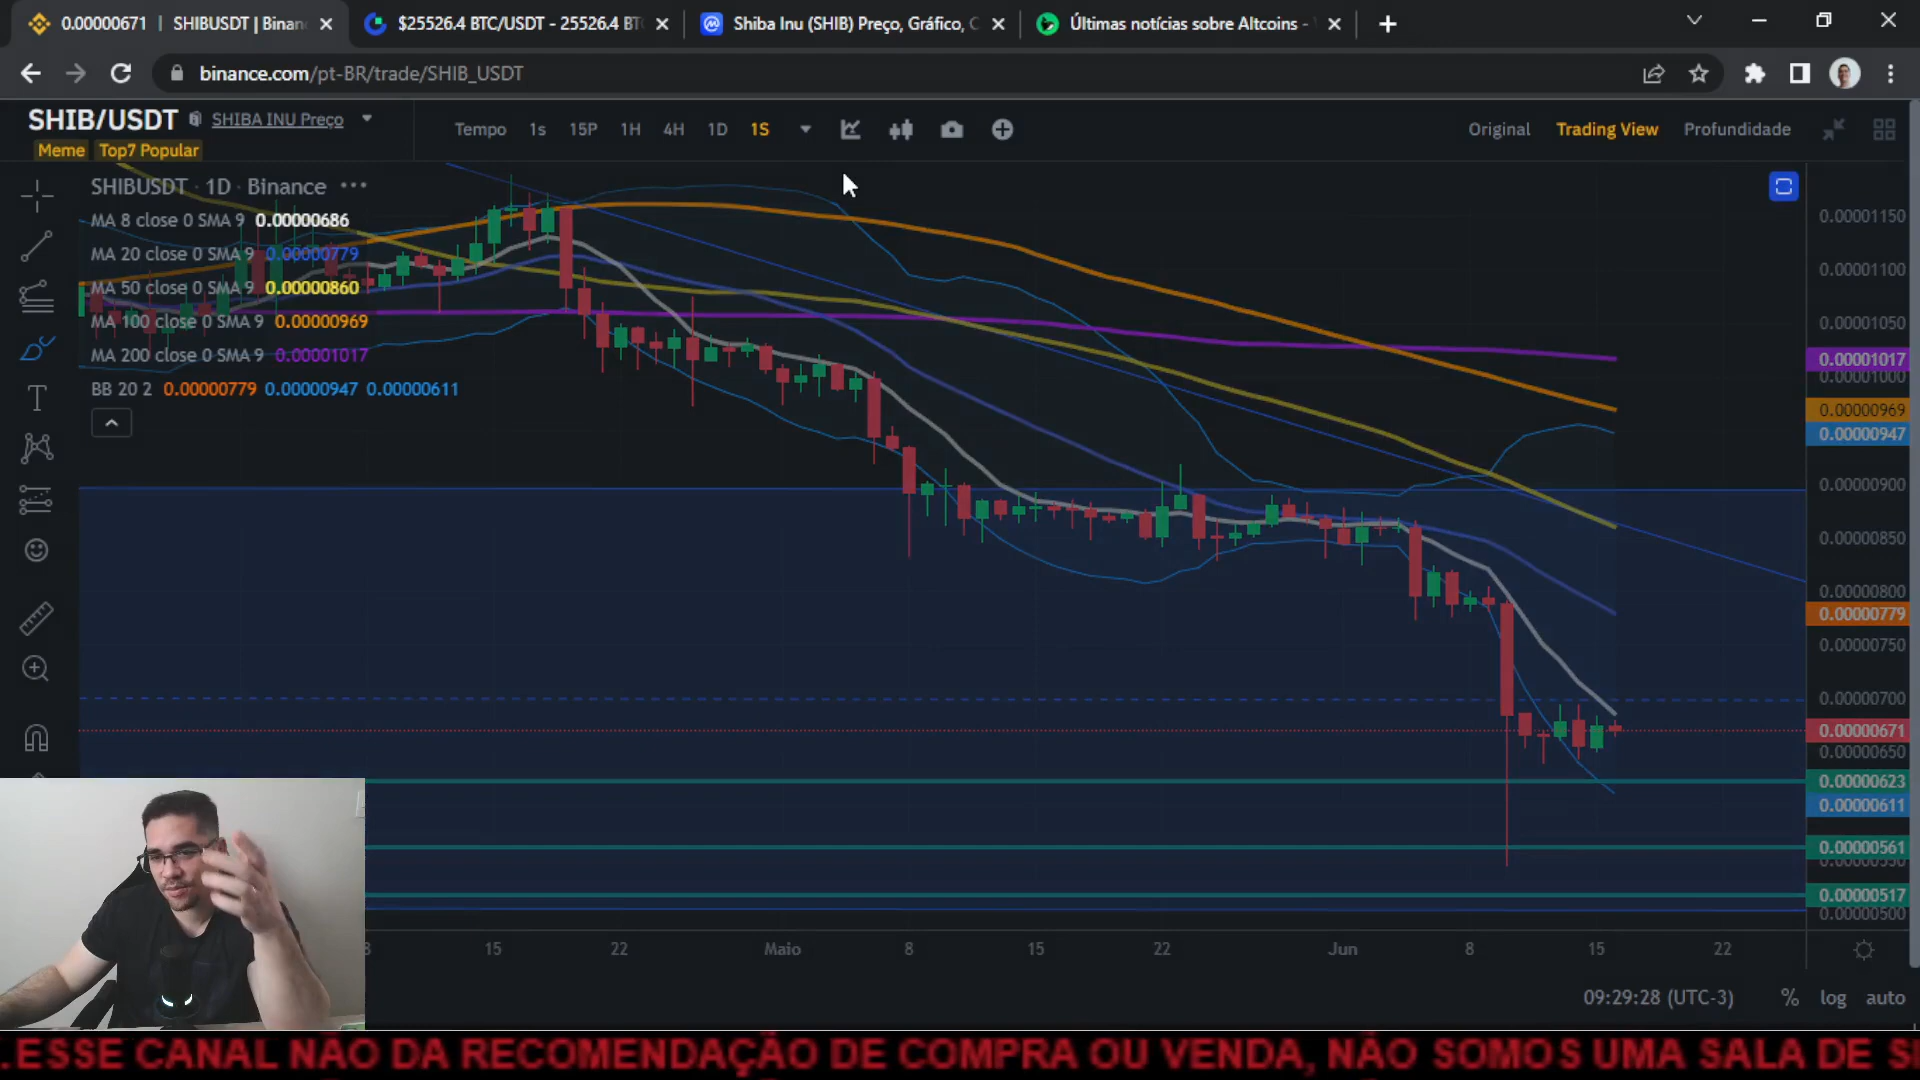 0.00000671 | SHIBUSDT | Binan
$25526.4 BTC/USDT - 25526.4 BT
Shiba Inu (SHIB) Preço, Gráfico, C
Últimas notícias sobre Altcoins -
binance.com/pt-BR/trade/SHIB_USDT
SHIB/USDT
SHIBA INU Preço
Meme Top7 Popular
Tempo 1s 15P 1H 4H 1D 1S
Original Trading View Profundidade
SHIBUSDT · 1D · Binance
MA 8 close 0 SMA 9 0.00000686
MA 20 close 0 SMA 9 0.00000779
MA 50 close 0 SMA 9 0.00000860
MA 100 close 0 SMA 9 0.00000969
MA 200 close 0 SMA 9 0.00001017
BB 20 2 0.00000779 0.00000947 0.00000611
0.00001150
0.00001100
0.00001050
0.00001017
0.00001000
0.00000969
0.00000947
0.00000900
0.00000850
0.00000800
0.00000779
0.00000750
0.00000700
0.00000671
0.00000650
0.00000623
0.00000611
0.00000561
0.00000550
0.00000517
0.00000500
15 22 Maio 8 15 22 Jun 8 15 22
09:29:28 (UTC-3) % log auto
.ESSE CANAL NÃO DA RECOMENDAÇÃO DE COMPRA OU VENDA, NÃO SOMOS UMA SALA DE